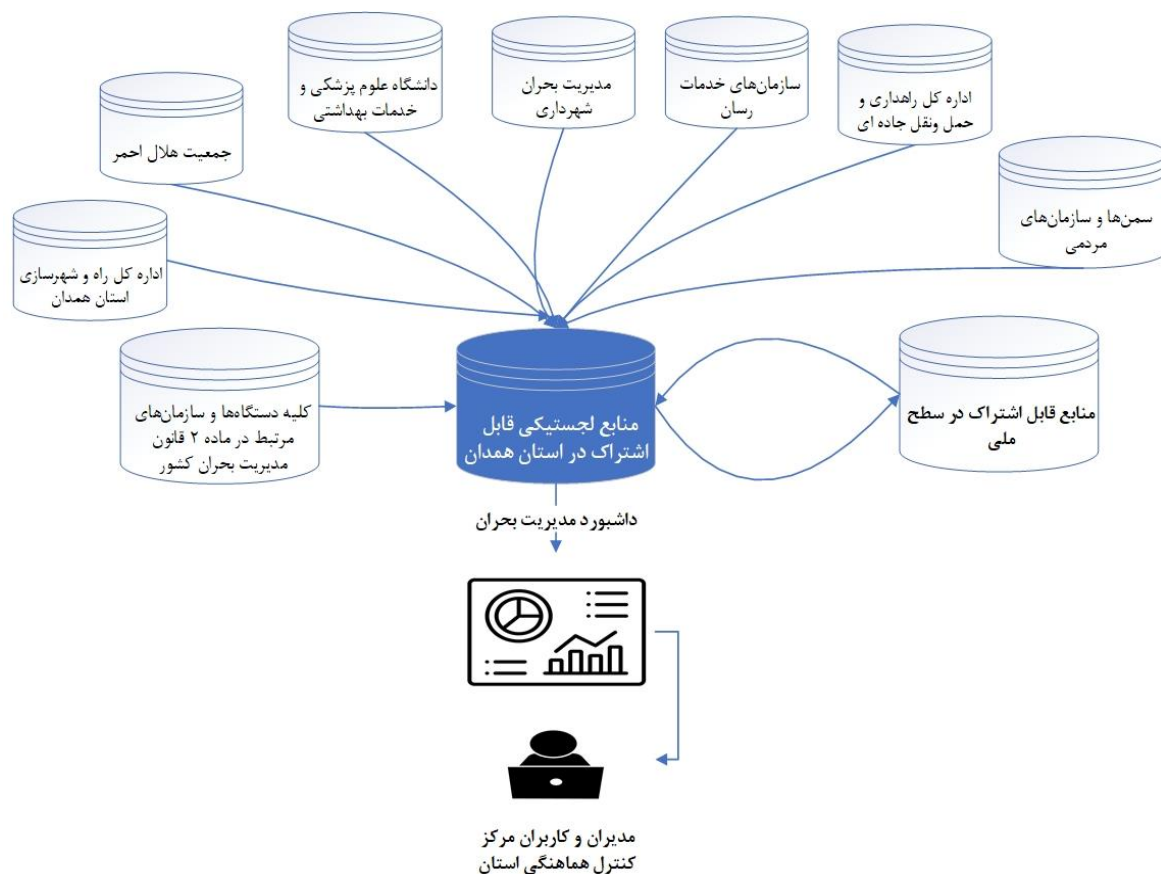 دانشگاه علوم پزشکی و
خدمات بهداشتی
مدیریت بحران
شهرداری
سازمان‌های خدمات
رسان
اداره کل راهداری و
حمل ونقل جاده ای
جمعیت هلال احمر
سمن‌ها و سازمان‌های
مردمی
اداره کل راه و شهرسازی
استان همدان
کلیه دستگاه‌ها و سازمان‌های
مرتبط در ماده ۲ قانون
مدیریت بحران کشور
منابع لجستیکی قابل
اشتراک در استان همدان
منابع قابل اشتراک در سطح
ملی
داشبورد مدیریت بحران
مدیران و کاربران مرکز
کنترل هماهنگی استان